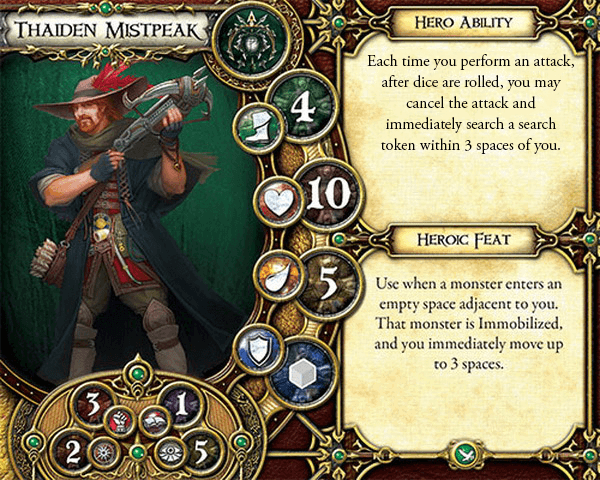 Thaiden Mistpeak
4
10
5
3
1
2
5
Hero Ability
Each time you perform an attack,
after dice are rolled, you may
cancel the attack and
immediately search a search
token within 3 spaces of you.
Heroic Feat
Use when a monster enters an
empty space adjacent to you.
That monster is Immobilized,
and you immediately move up
to 3 spaces.